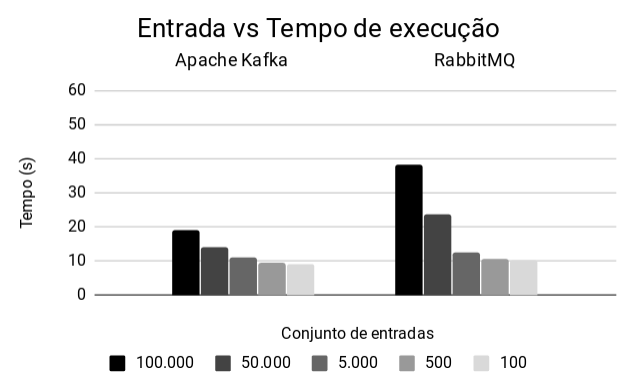 Entrada vs Tempo de execução
Apache Kafka RabbitMQ
60
50
40
30
20
10
0
Tempo (s)
Conjunto de entradas
100.000 50.000 5.000 500 100